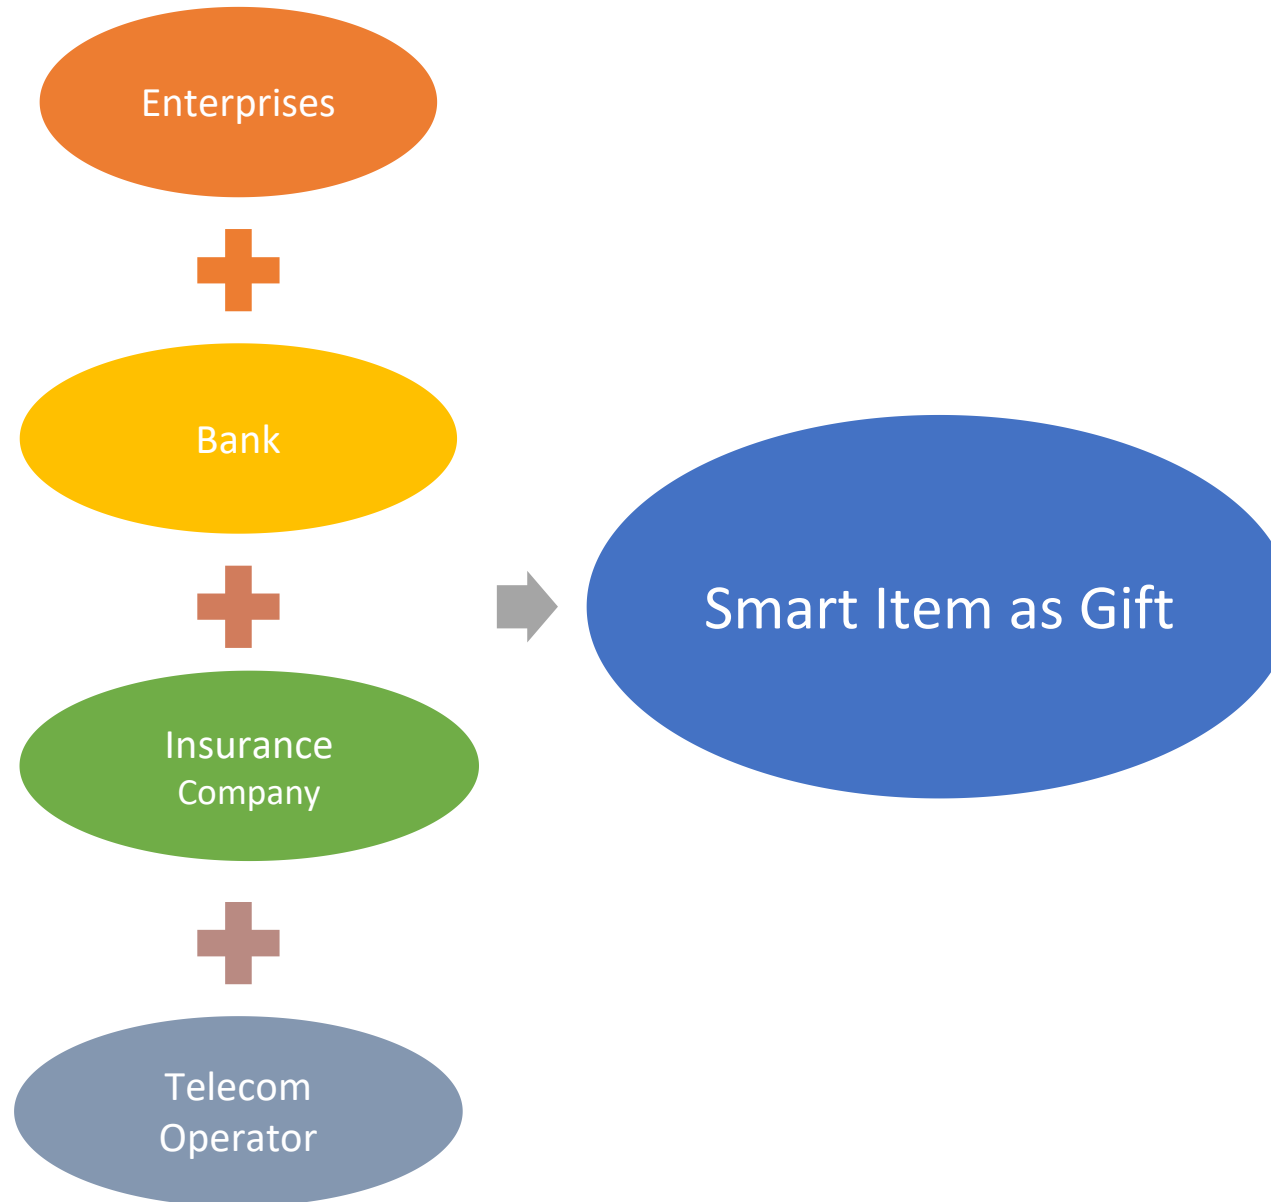 Enterprises
Bank
Insurance
Company
Telecom
Operator
Smart Item as Gift